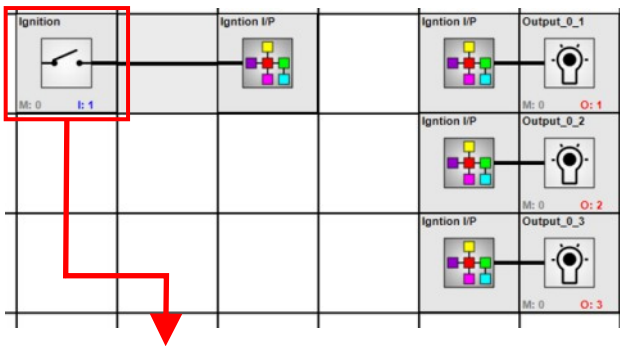 Ignition
Igntion I/P
Igntion I/P
Output_0_1
M: 0 I: 1
M: 0 O: 1
Igntion I/P
Output_0_2
M: 0 O: 2
Igntion I/P
Output_0_3
M: 0 O: 3